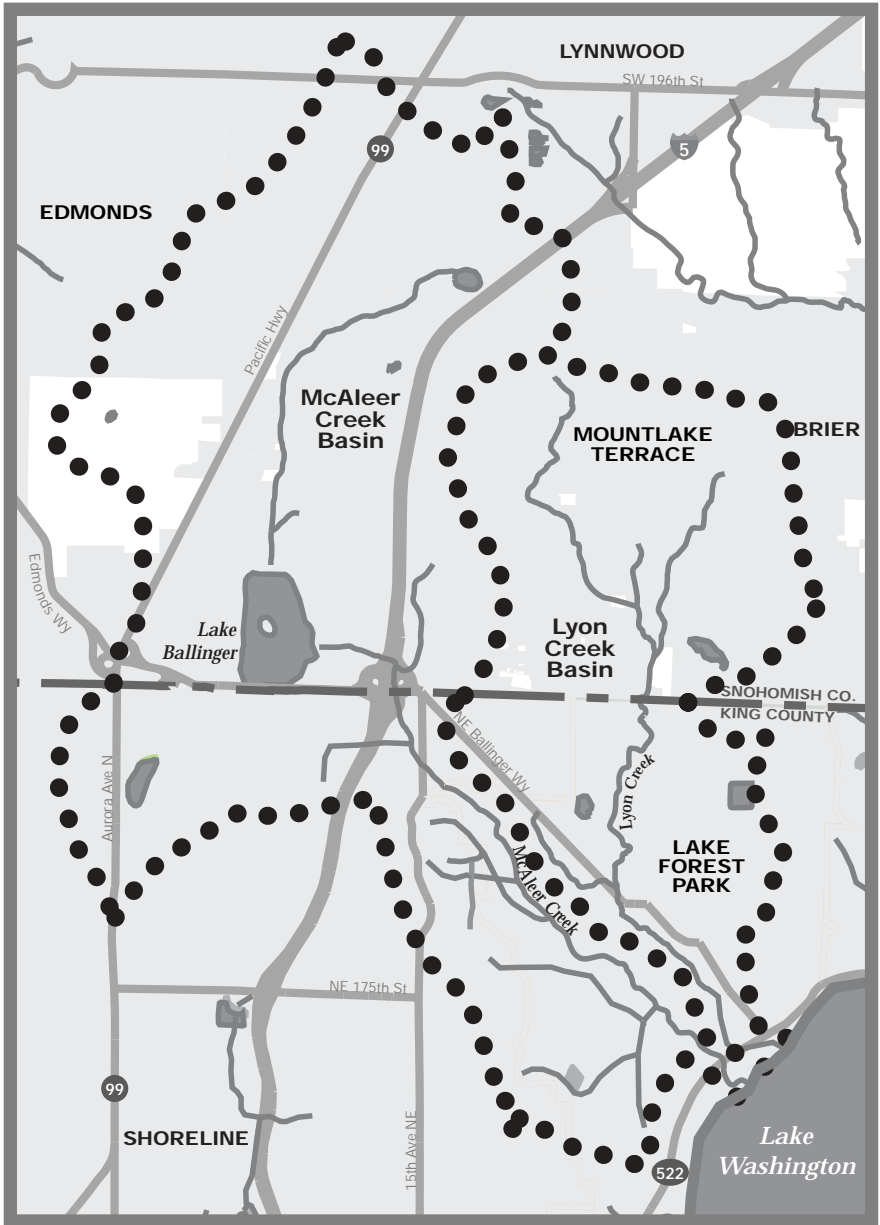 LYNNWOOD
SW 196th St
99
5
EDMONDS
Pacific Hwy
McAleer
Creek
Basin
MOUNTLAKE
TERRACE
BRIER
Edmonds Wy
Lake
Ballinger
Lyon
Creek
Basin
SNOHOMISH CO.
KING COUNTY
NE Ballinger Wy
Aurora Ave N
Lyon Creek
McAleer Creek
LAKE
FOREST
PARK
NE 175th St
99
SHORELINE
15th Ave NE
522
Lake
Washington